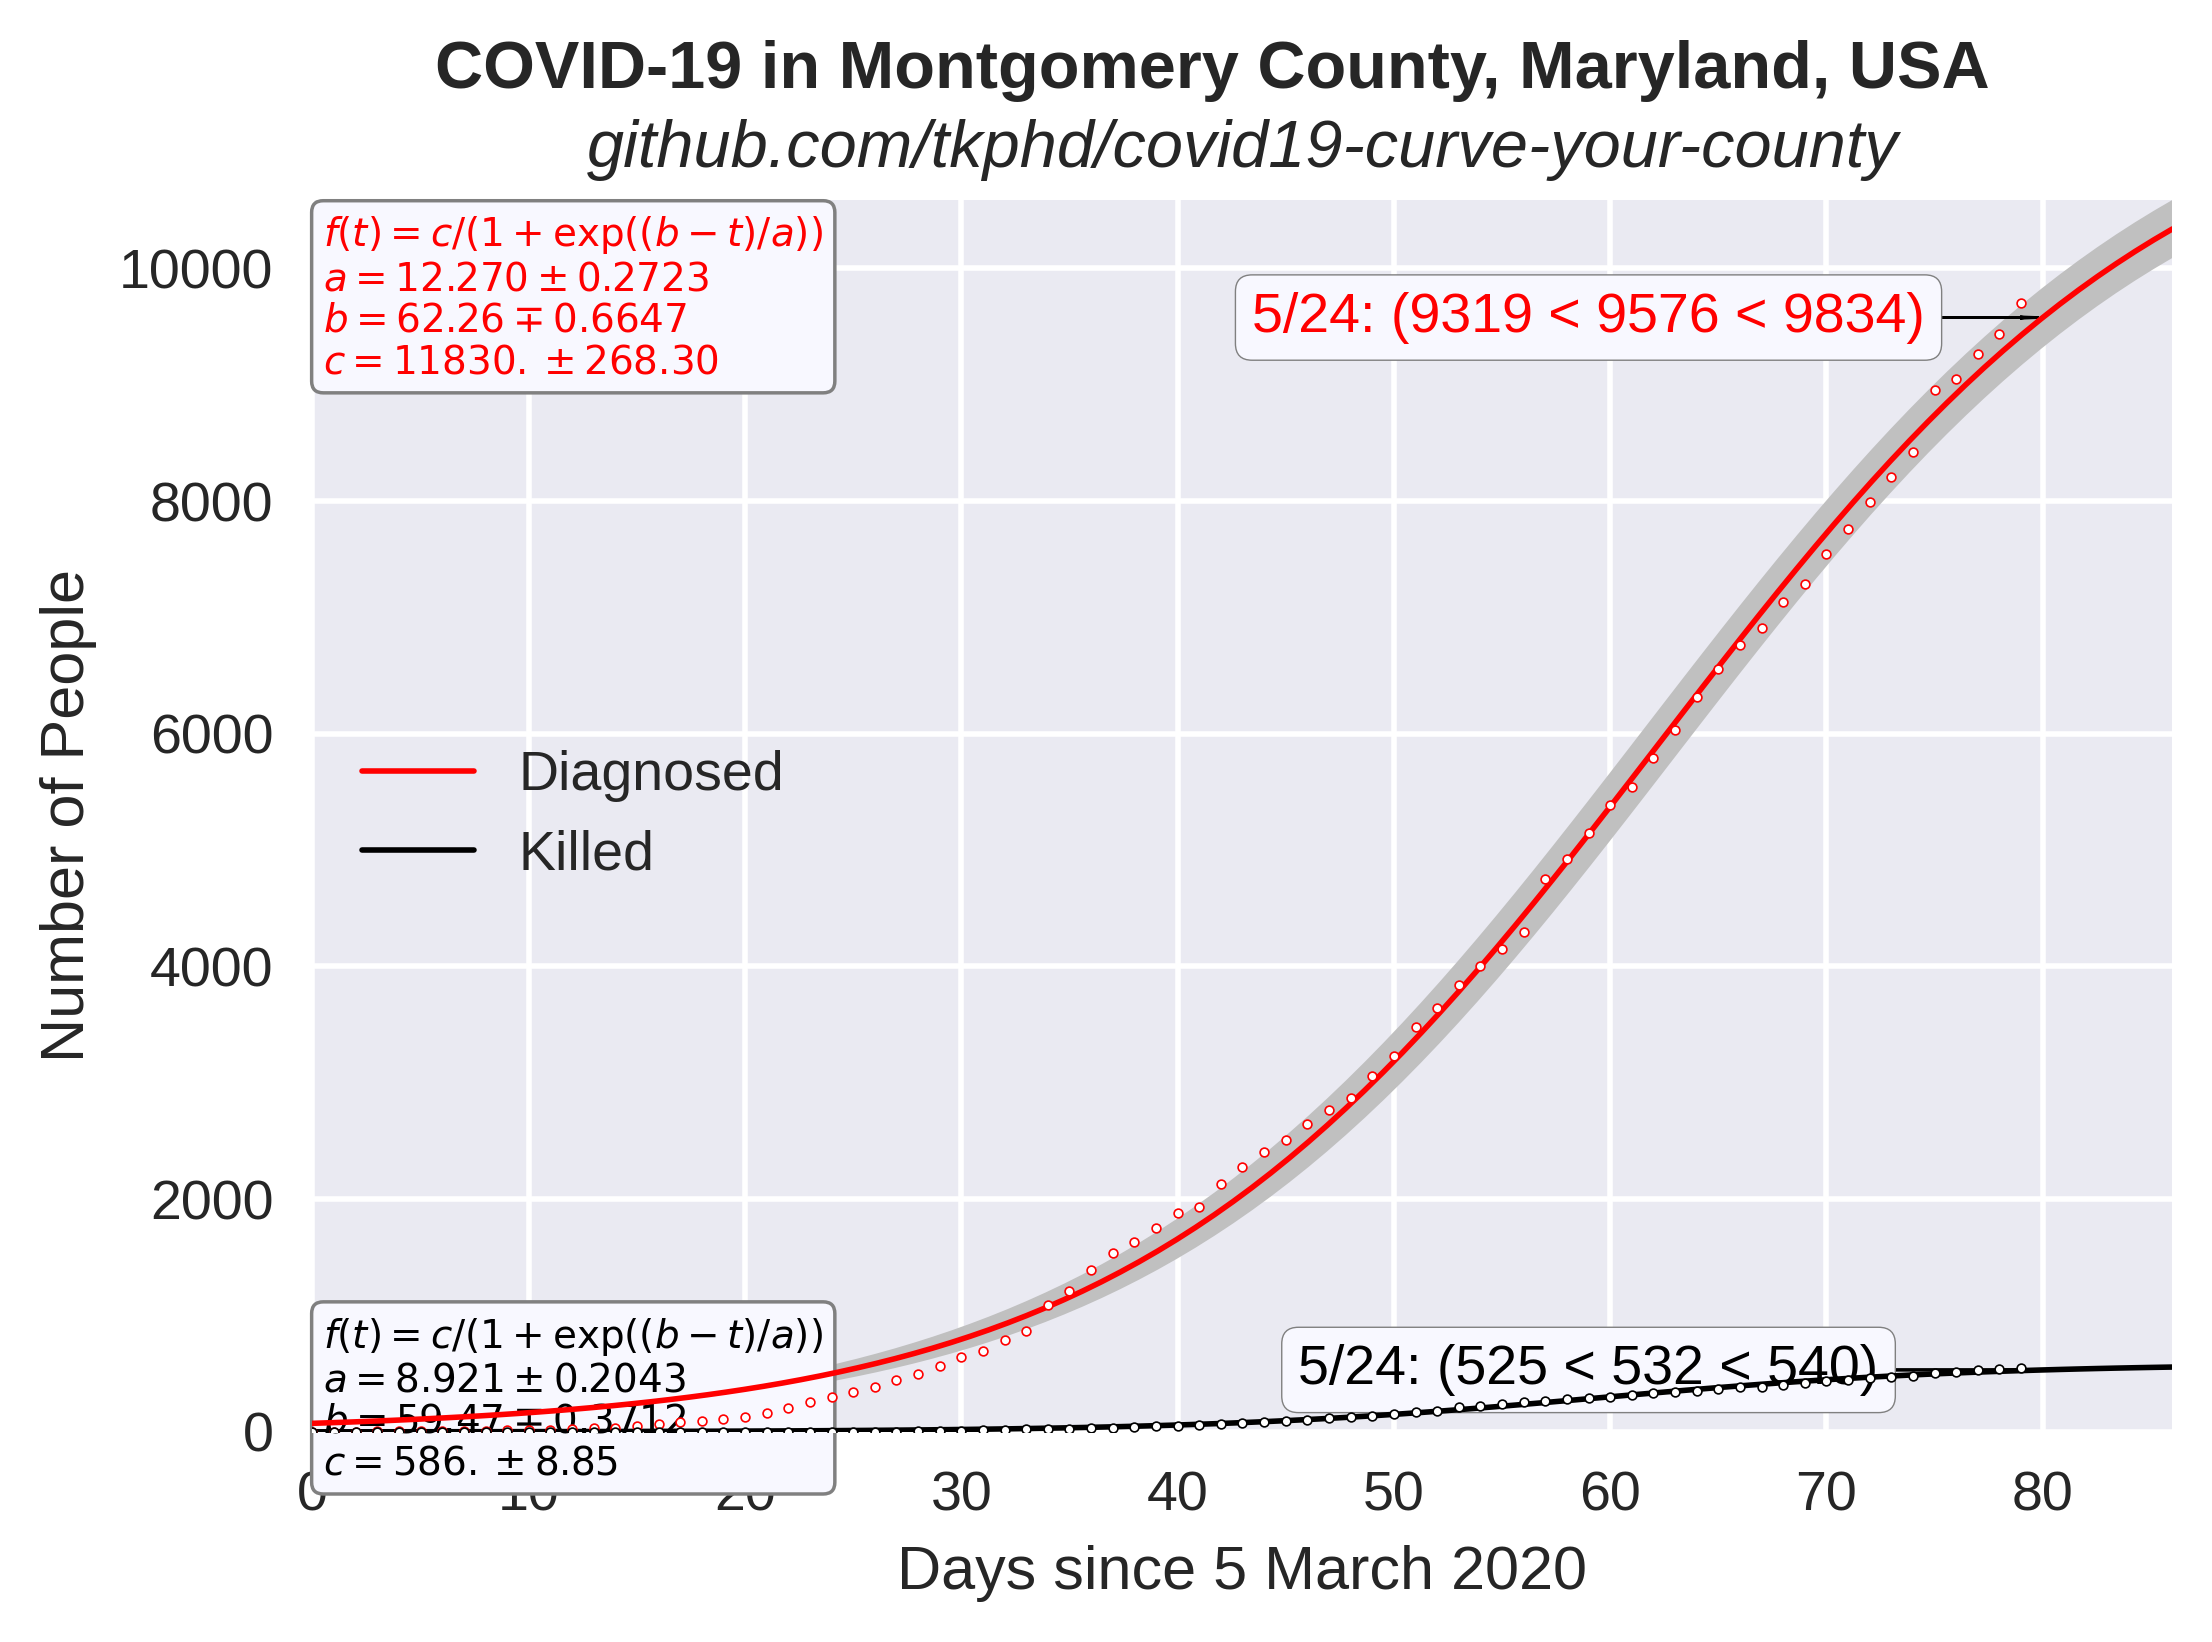 COVID-19 in Montgomery County, Maryland, USA
github.com/tkphd/covid19-curve-your-county
f(t) = c/(1 + exp((b − t)/a))
a = 12.270 ± 0.2723
b = 62.26 ∓ 0.6647
c = 11830. ± 268.30
5/24: (9319 < 9576 < 9834)
10000
8000
6000
4000
2000
0
Number of People
Diagnosed
Killed
f(t) = c/(1 + exp((b − t)/a))
a = 8.921 ± 0.2043
b = 59.47 ∓ 0.3712
c = 586. ± 8.85
5/24: (525 < 532 < 540)
0 10 20 30 40 50 60 70 80
Days since 5 March 2020